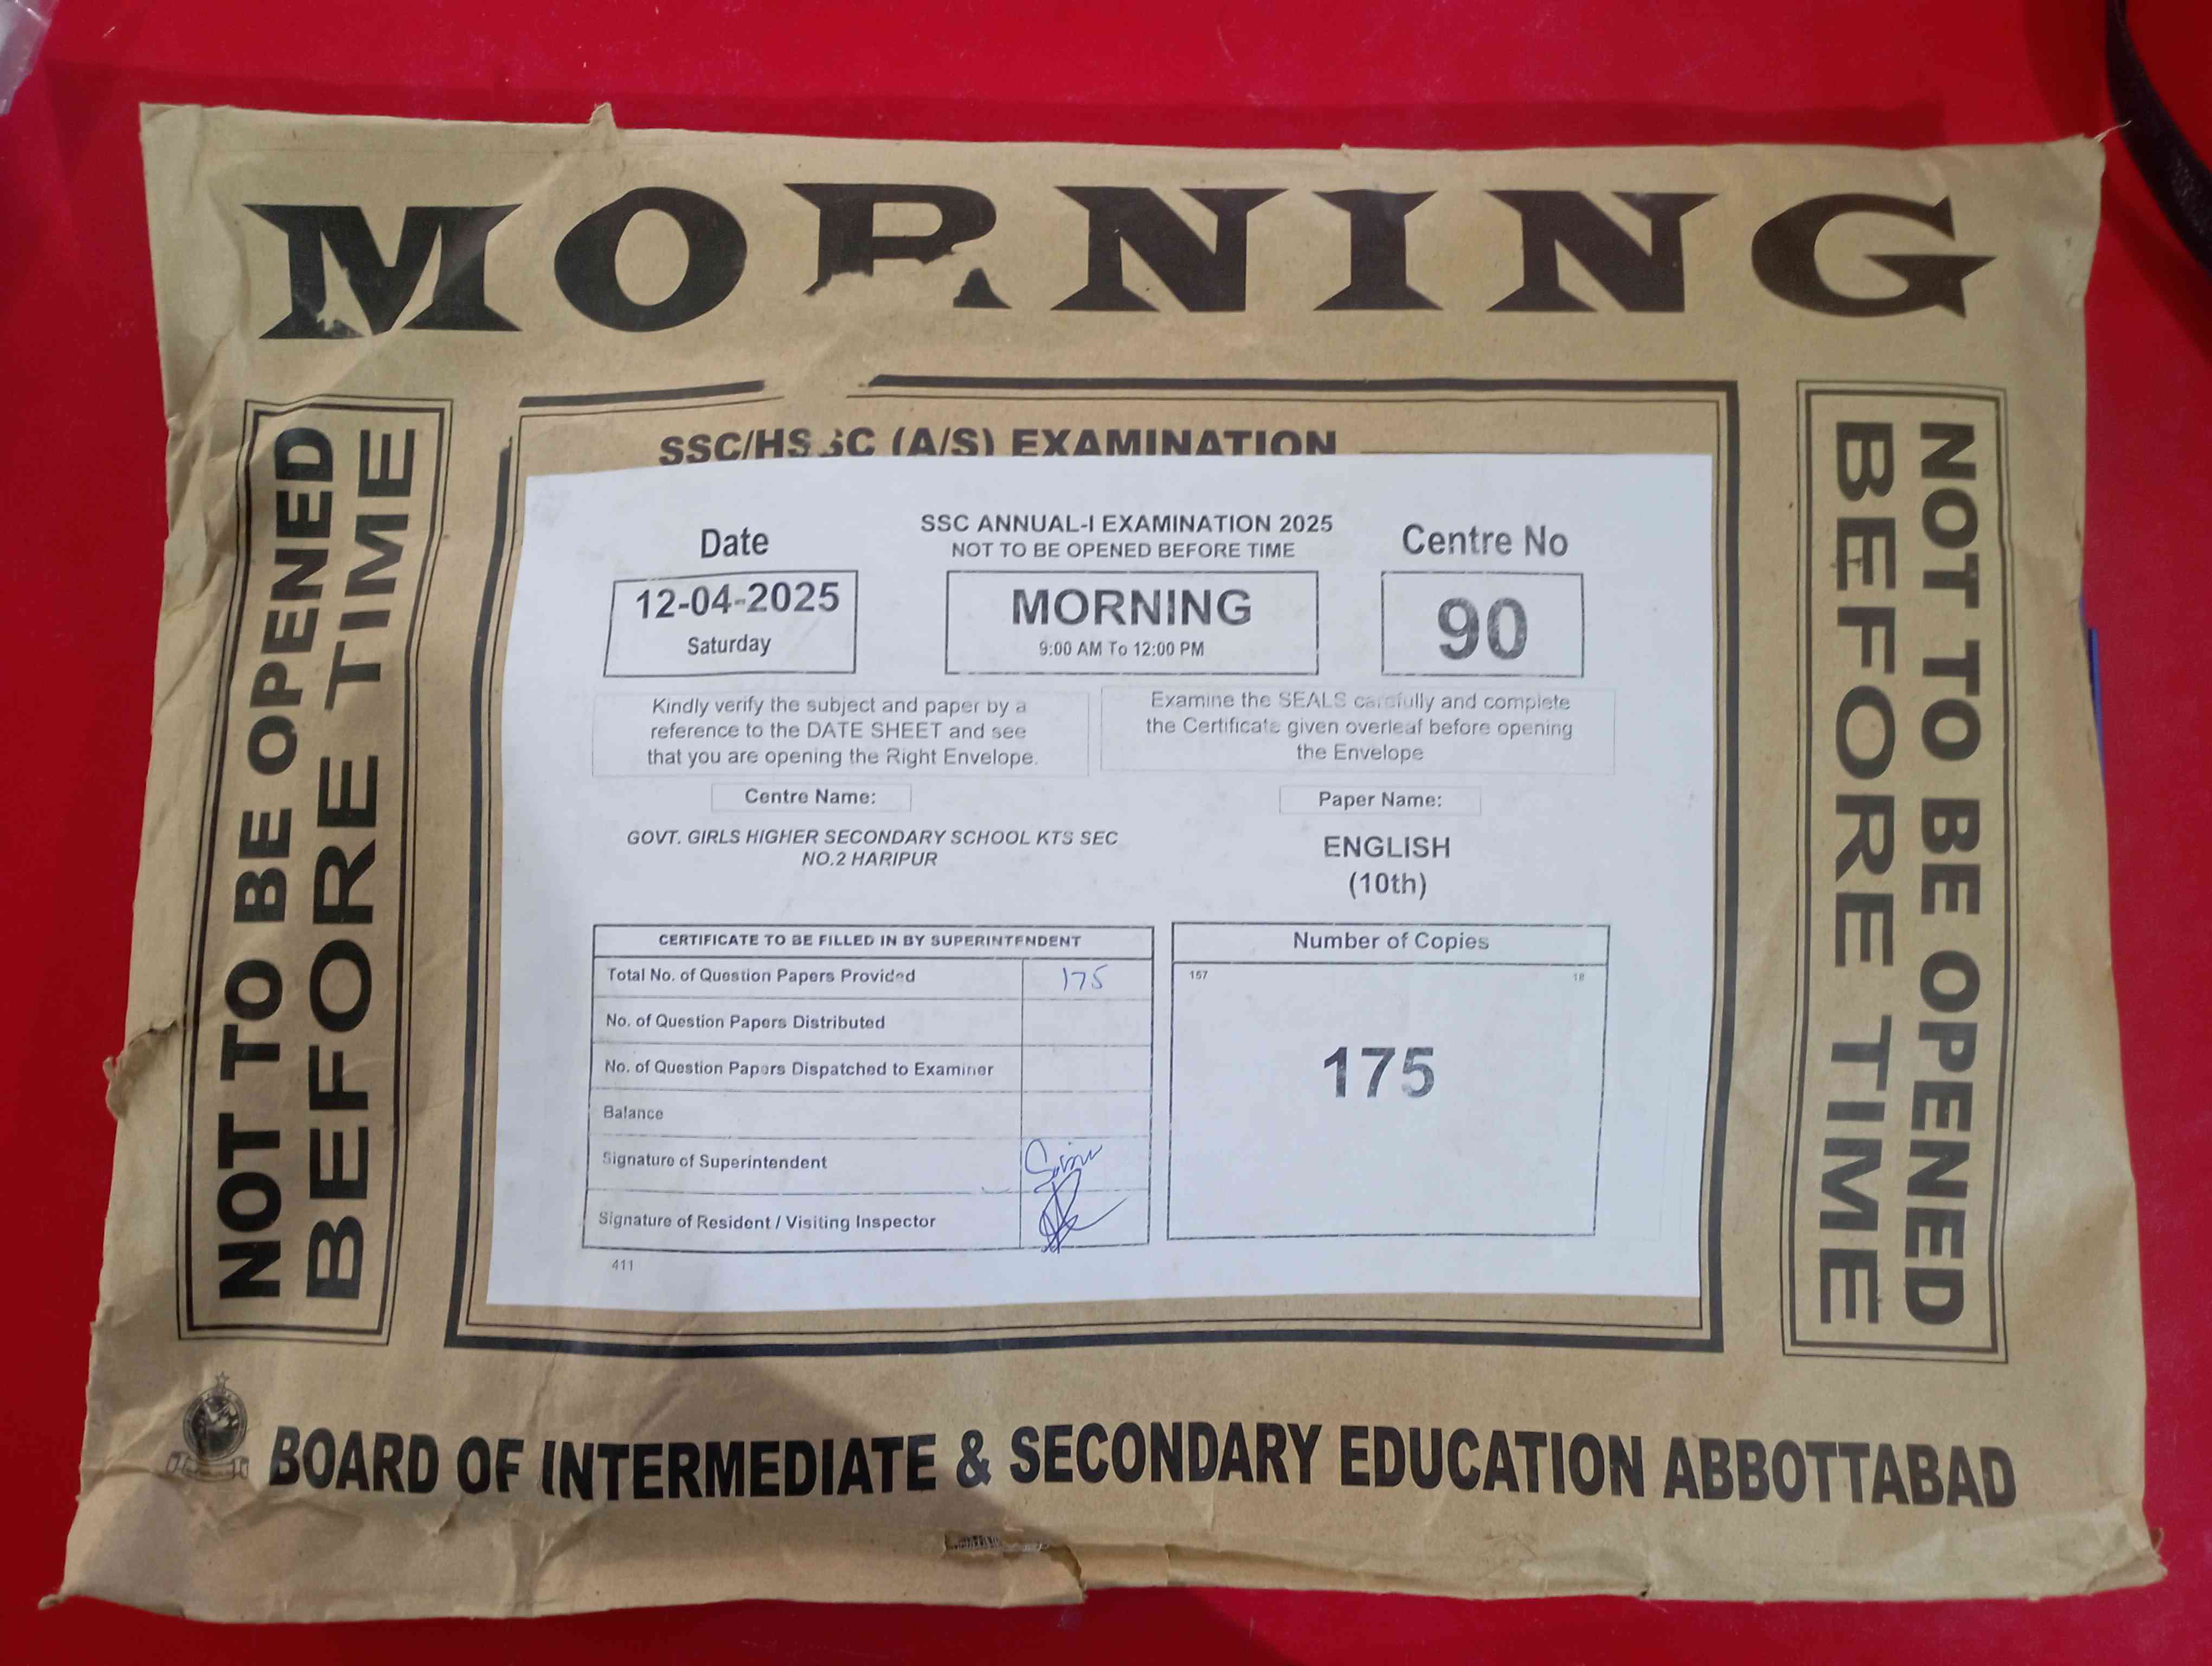 MORNING
NOT TO BE OPENED
BEFORE TIME
SSC/HSSC (A/S) EXAMINATION
SSC ANNUAL-I EXAMINATION 2025
NOT TO BE OPENED BEFORE TIME
Date
12-04-2025
Saturday
MORNING
9:00 AM To 12:00 PM
Centre No
90
Kindly verify the subject and paper by a
reference to the DATE SHEET and see
that you are opening the Right Envelope.
Examine the SEALS carefully and complete
the Certificate given overleaf before opening
the Envelope
Centre Name:
GOVT. GIRLS HIGHER SECONDARY SCHOOL KTS SEC
NO.2 HARIPUR
Paper Name:
ENGLISH
(10th)
CERTIFICATE TO BE FILLED IN BY SUPERINTENDENT
Total No. of Question Papers Provided 175
No. of Question Papers Distributed
No. of Question Papers Dispatched to Examiner
Balance
Signature of Superintendent
Signature of Resident / Visiting Inspector
411
Number of Copies
157 18
175
NOT TO BE OPENED
BEFORE TIME
BOARD OF INTERMEDIATE & SECONDARY EDUCATION ABBOTTABAD